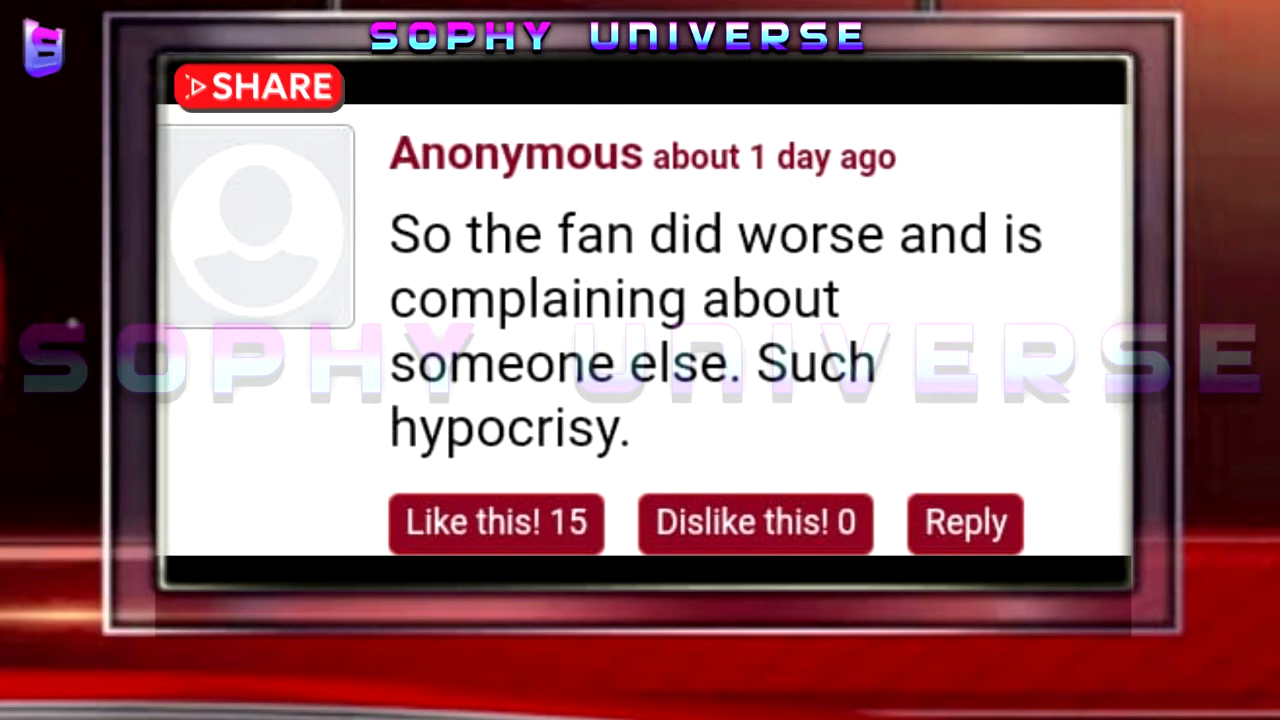 SOPHY UNIVERSE
SHARE
Anonymous about 1 day ago
So the fan did worse and is
complaining about
someone else. Such
hypocrisy.
SOPHY UNIVERSE
Like this! 15 Dislike this! 0 Reply